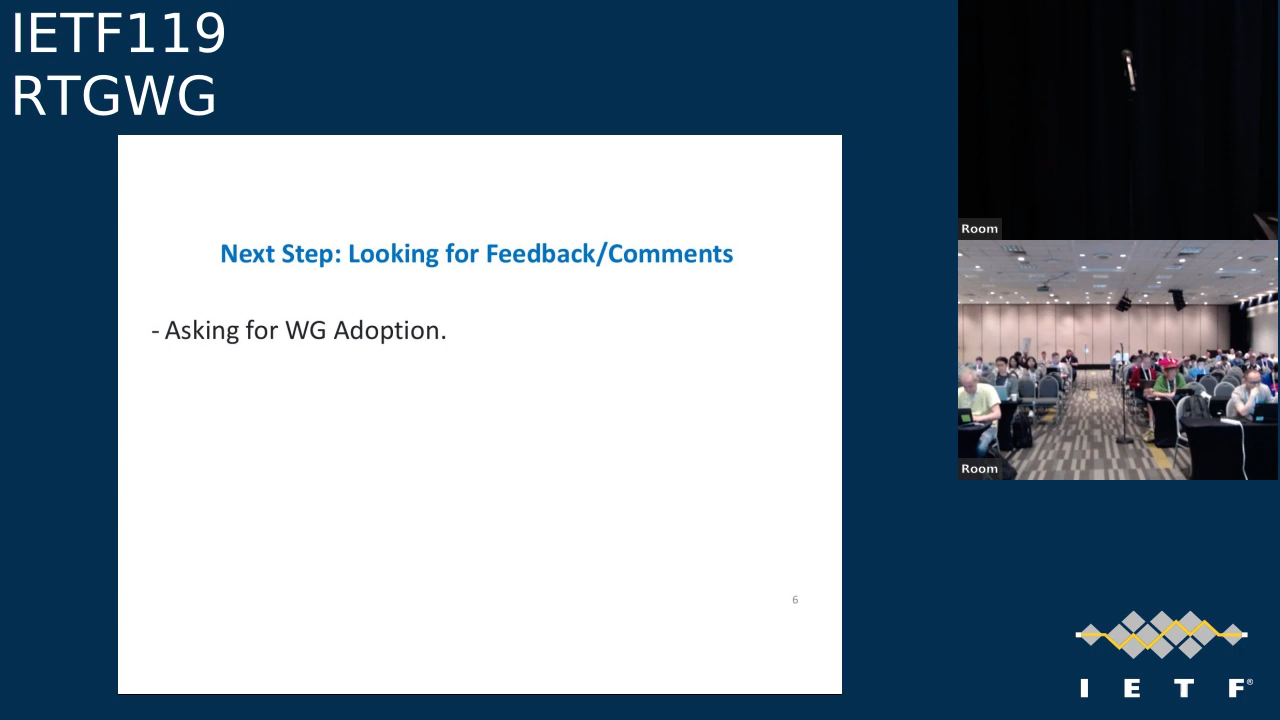 IETF119
RTGWG
Next Step: Looking for Feedback/Comments
- Asking for WG Adoption.
6
Room
Room
I E T F®